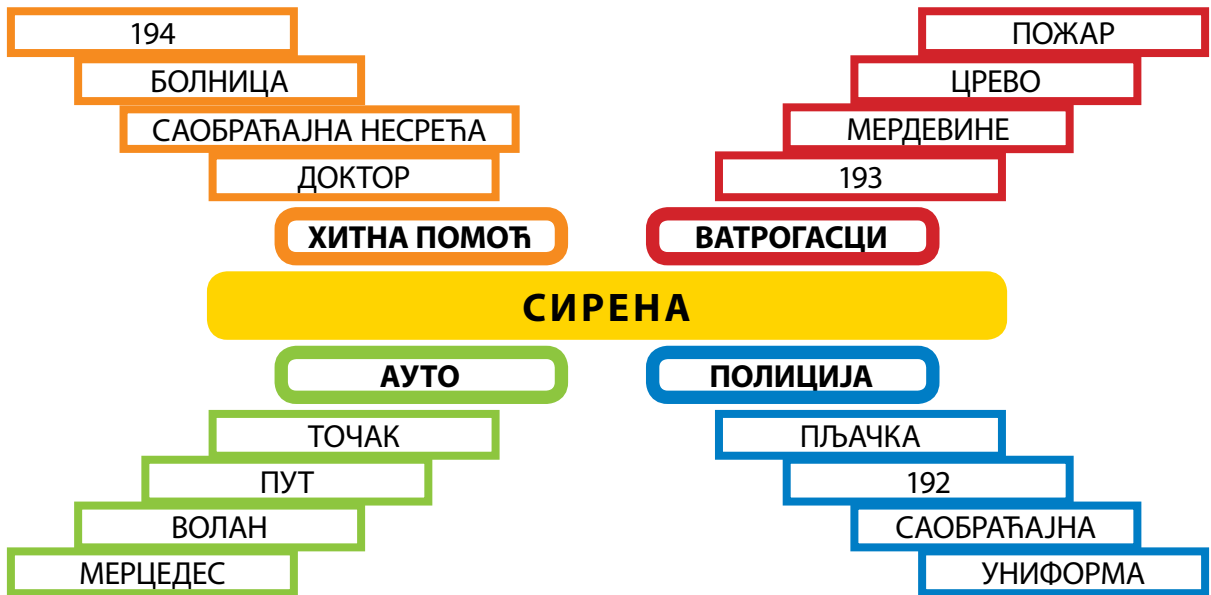 194
БОЛНИЦА
САОБРАЋАЈНА НЕСРЕЋА
ДОКТОР
ХИТНА ПОМОЋ
ПОЖАР
ЦРЕВО
МЕРДЕВИНЕ
193
ВАТРОГАСЦИ
СИРЕНА
АУТО
ТОЧАК
ПУТ
ВОЛАН
МЕРЦЕДЕС
ПОЛИЦИЈА
ПЉАЧКА
192
САОБРАЋАЈНА
УНИФОРМА